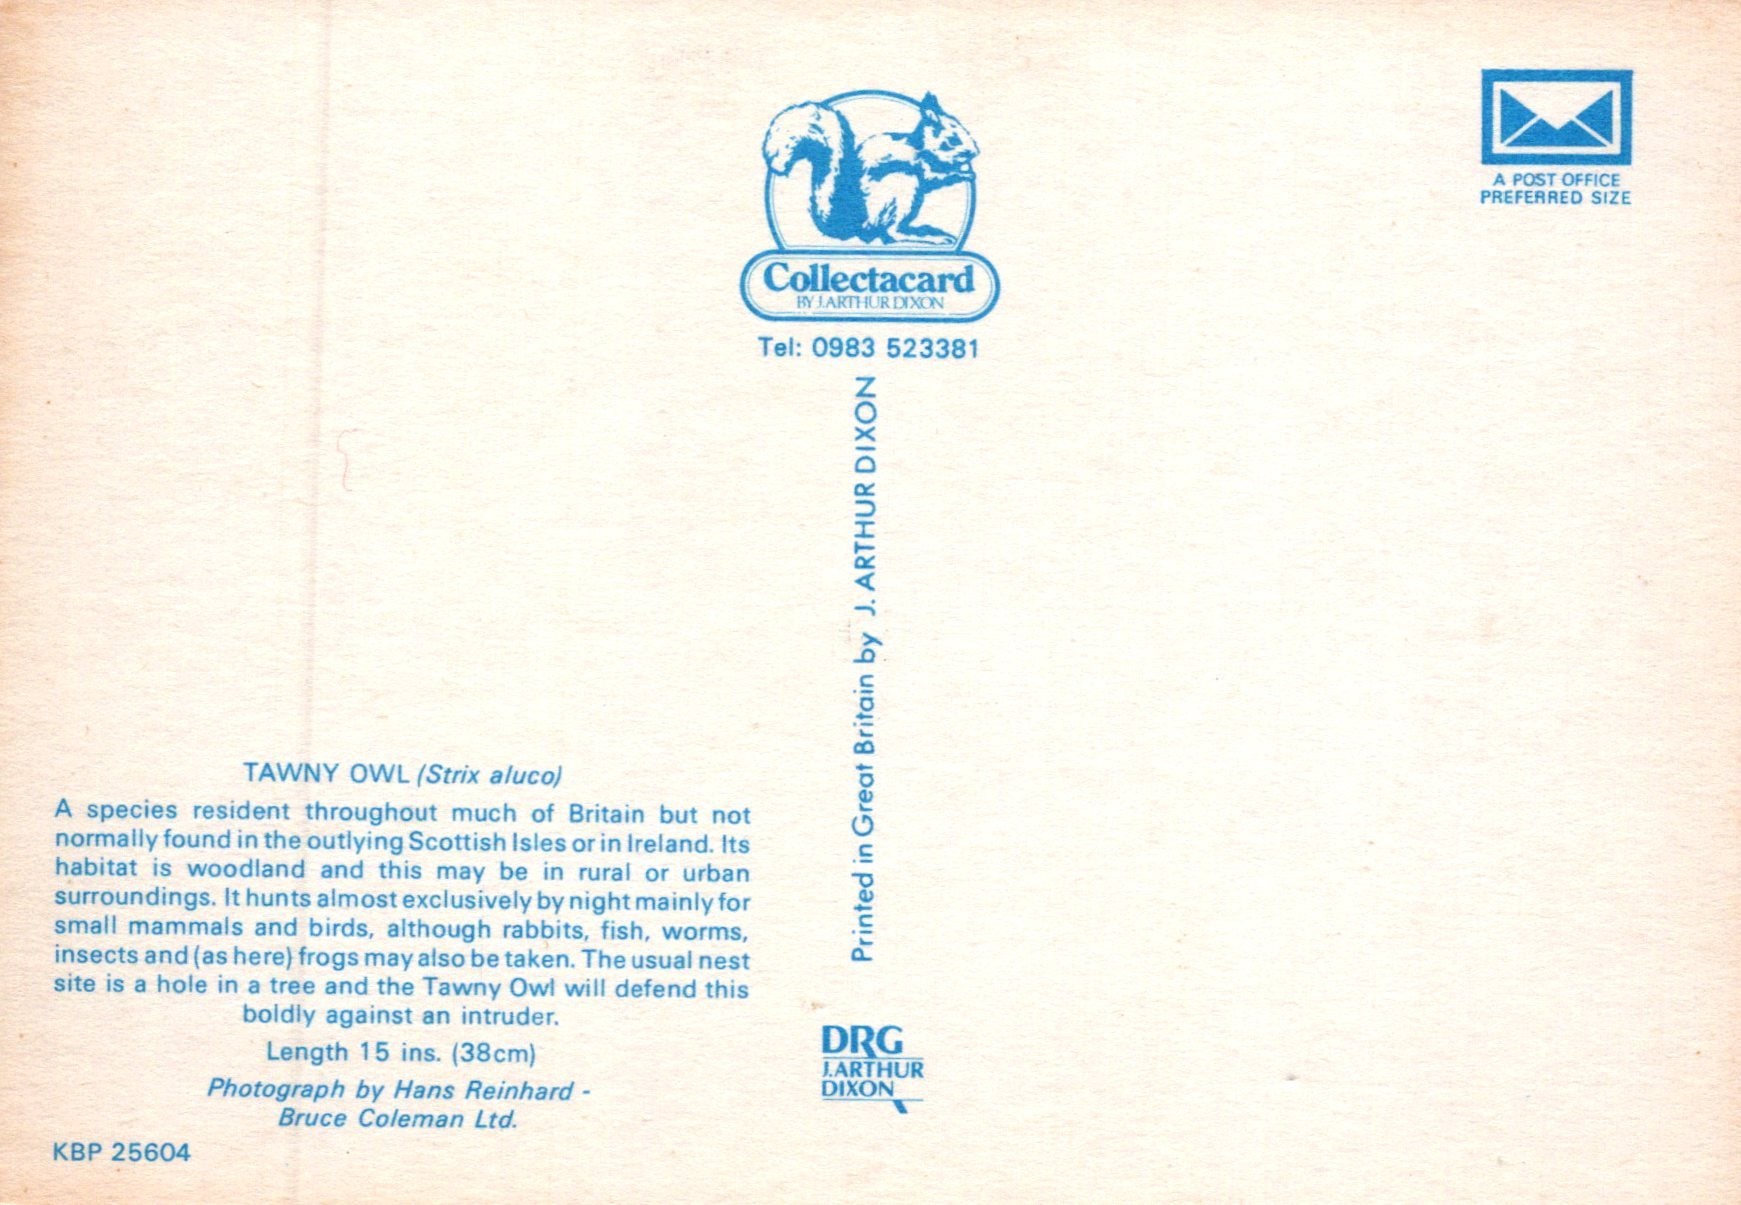 Collectacard
BY J. ARTHUR DIXON
Tel: 0983 523381
A POST OFFICE
PREFERRED SIZE
Printed in Great Britain by J. ARTHUR DIXON
TAWNY OWL (Strix aluco)
A species resident throughout much of Britain but not
normally found in the outlying Scottish Isles or in Ireland. Its
habitat is woodland and this may be in rural or urban
surroundings. It hunts almost exclusively by night mainly for
small mammals and birds, although rabbits, fish, worms,
insects and (as here) frogs may also be taken. The usual nest
site is a hole in a tree and the Tawny Owl will defend this
boldly against an intruder.
Length 15 ins. (38cm)
Photograph by Hans Reinhard -
Bruce Coleman Ltd.
KBP 25604
DRG
J.ARTHUR
DIXON